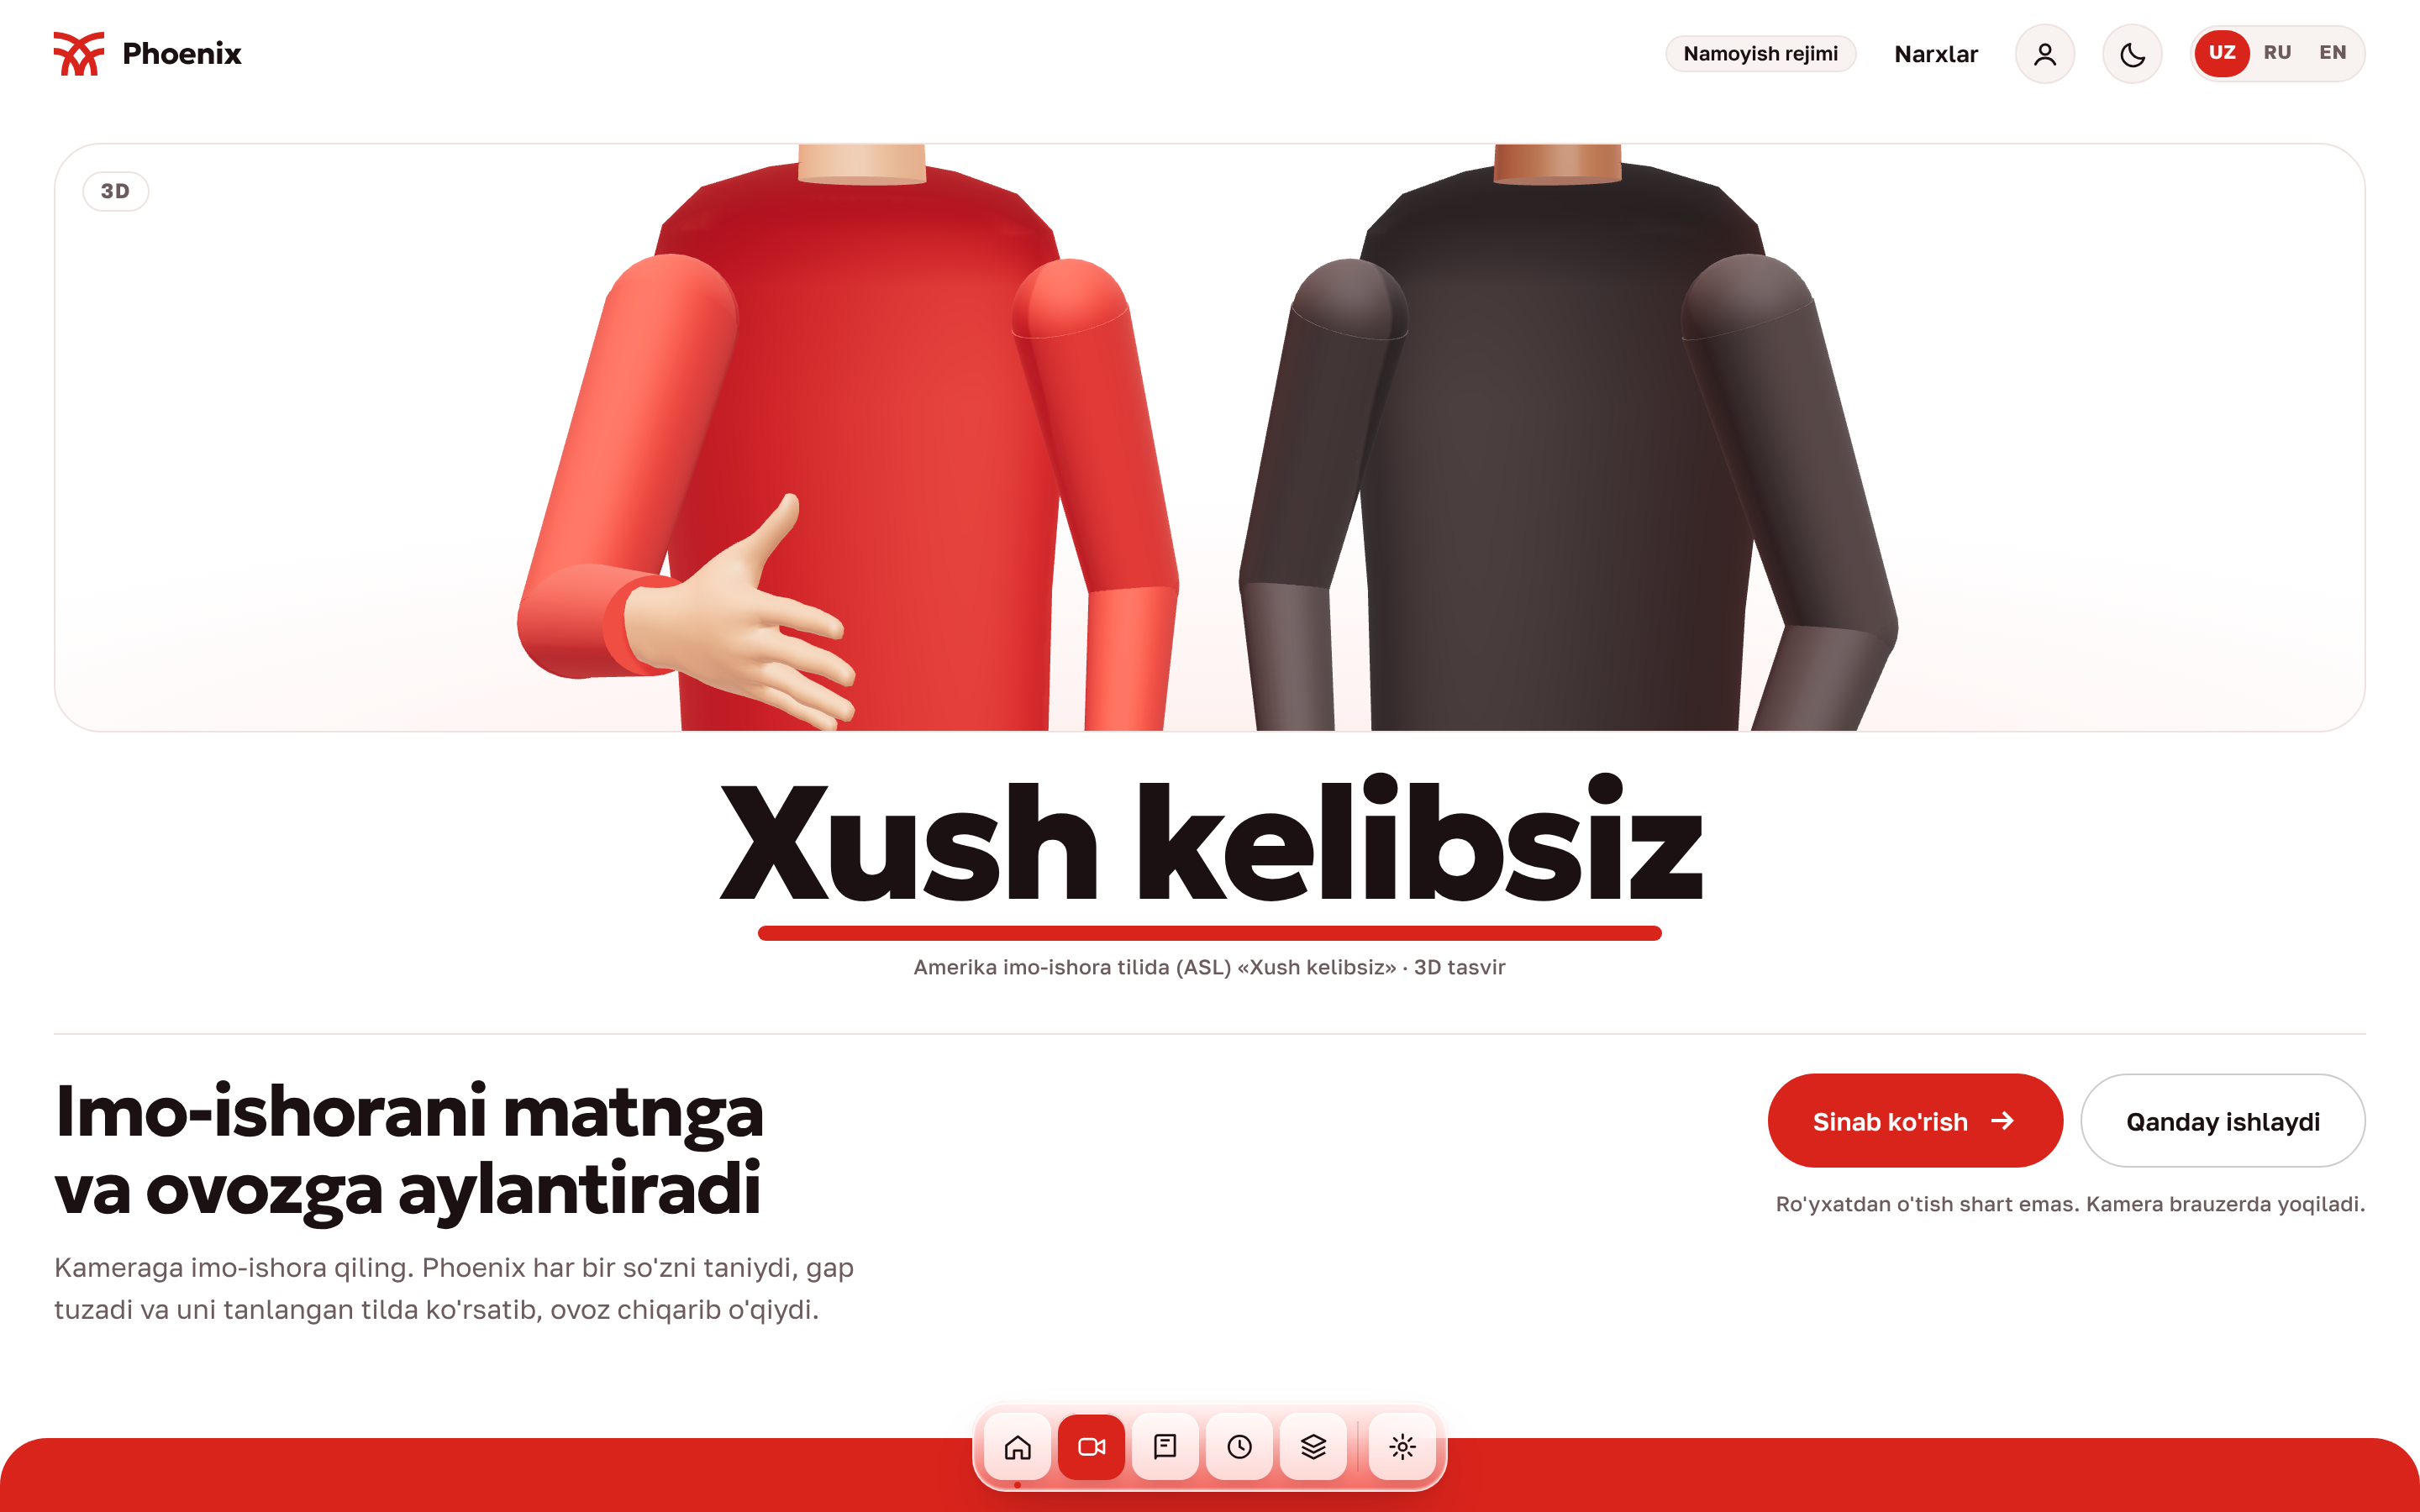 Phoenix
Namoyish rejimi
Narxlar
UZ RU EN
3D
Xush kelibsiz
Amerika imo-ishora tilida (ASL) «Xush kelibsiz» · 3D tasvir
Imo-ishorani matnga
va ovozga aylantiradi
Kameraga imo-ishora qiling. Phoenix har bir so'zni taniydi, gap
tuzadi va uni tanlangan tilda ko'rsatib, ovoz chiqarib o'qiydi.
Sinab ko'rish →
Qanday ishlaydi
Ro'yxatdan o'tish shart emas. Kamera brauzerda yoqiladi.